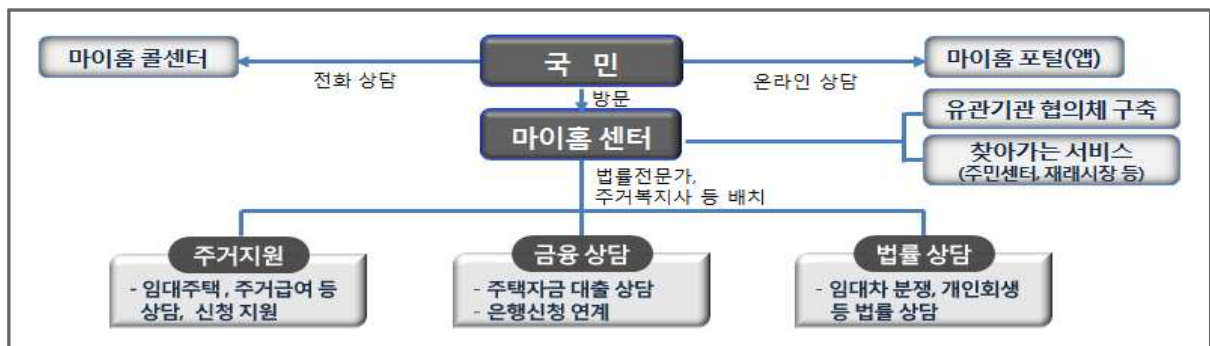 마이홈 콜센터
전화 상담
국 민
온라인 상담
마이홈 포털(앱)
방문
마이홈 센터
유관기관 협의체 구축
찾아가는 서비스
(주민센터, 재래시장 등)
법률전문가,
주거복지사 등 배치
주거지원
- 임대주택 , 주거급여 등
상담, 신청 지원
금융 상담
- 주택자금 대출 상담
- 은행신청 연계
법률 상담
- 임대차 분쟁, 개인회생
등 법률 상담